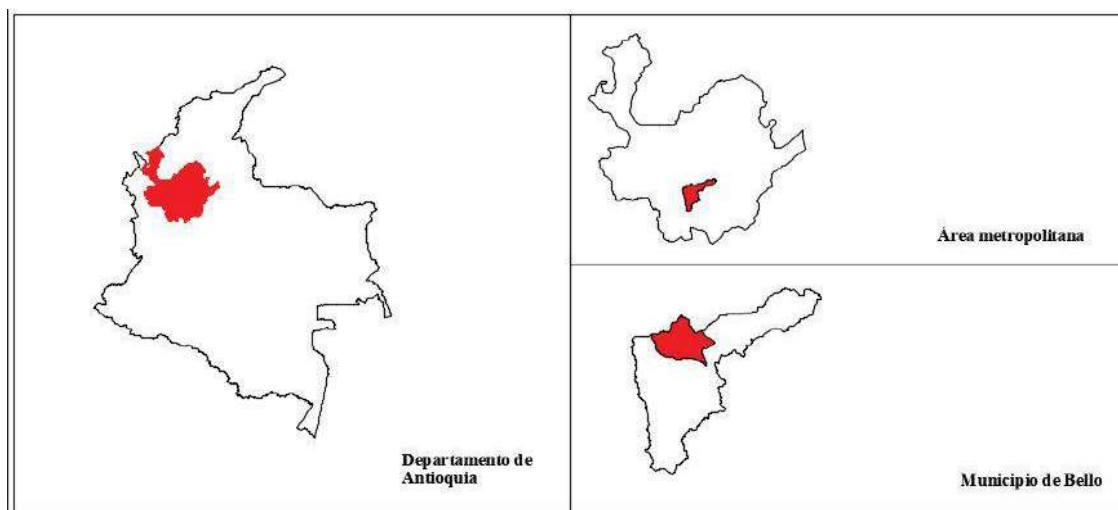 Departamento de
Antioquia
Área metropolitana
Municipio de Bello